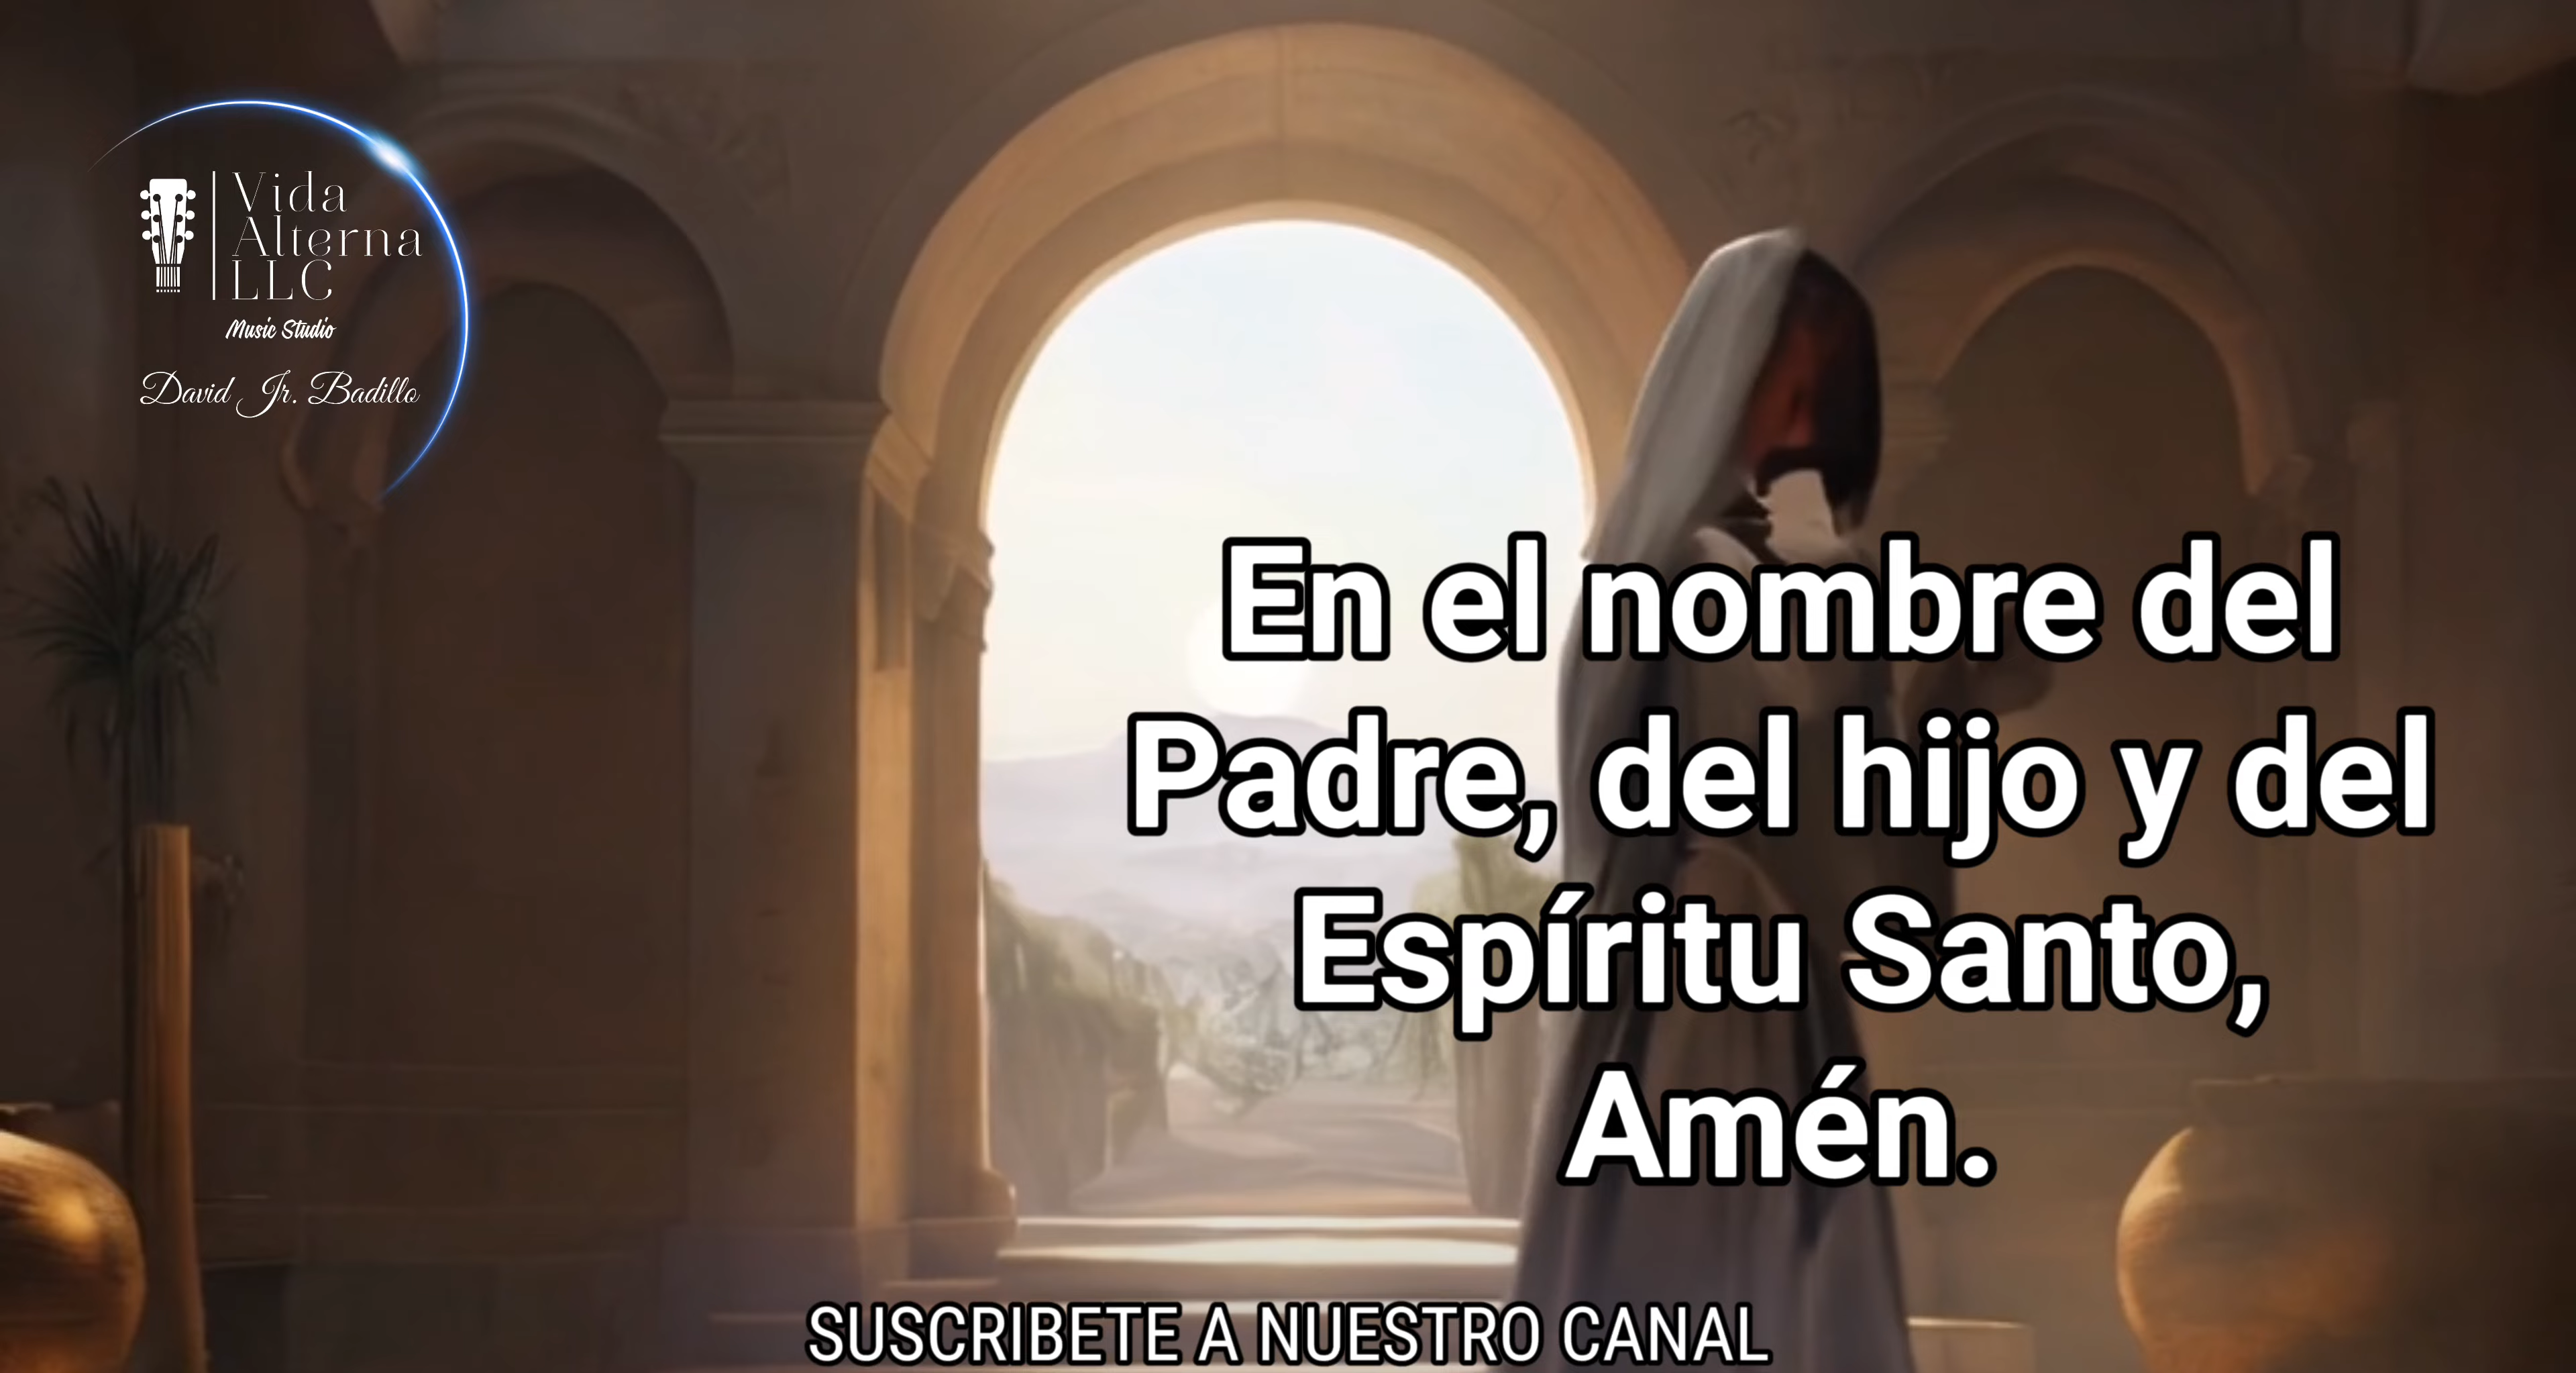 Vida
Alterna
LLC
Music Studio
David Jr. Badillo
En el nombre del
Padre, del hijo y del
Espíritu Santo,
Amén.
SUSCRIBETE A NUESTRO CANAL